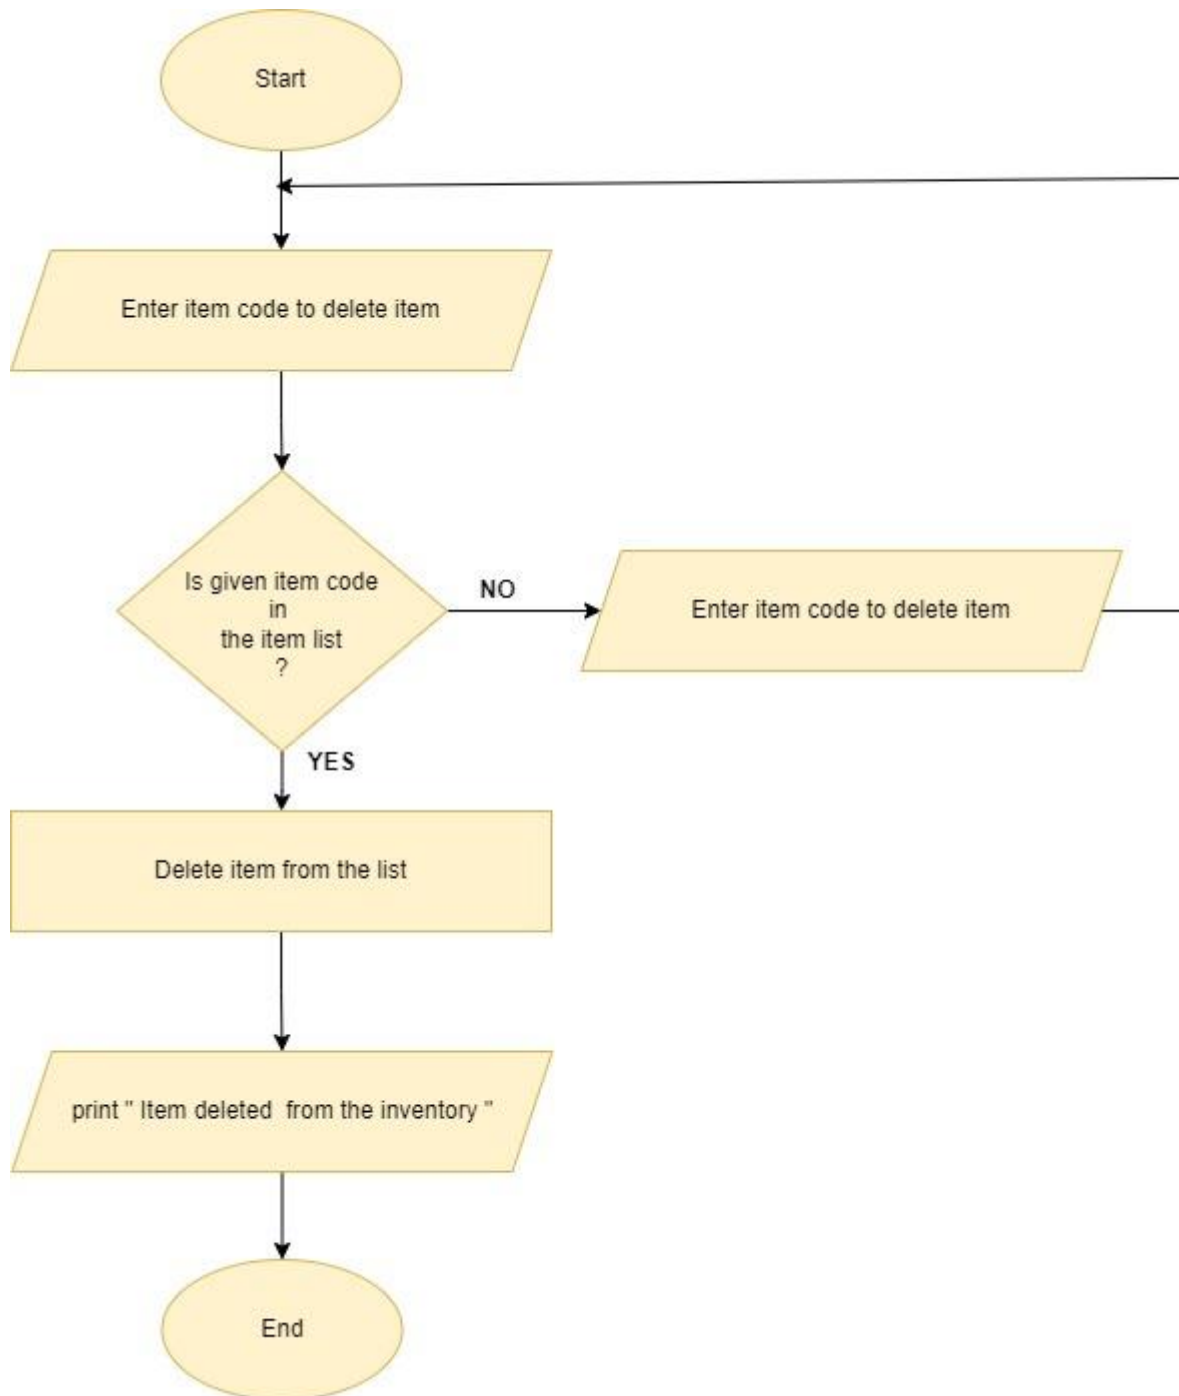 Start
Enter item code to delete item
Is given item code
in
the item list
?
NO
Enter item code to delete item
YES
Delete item from the list
print " Item deleted  from the inventory "
End